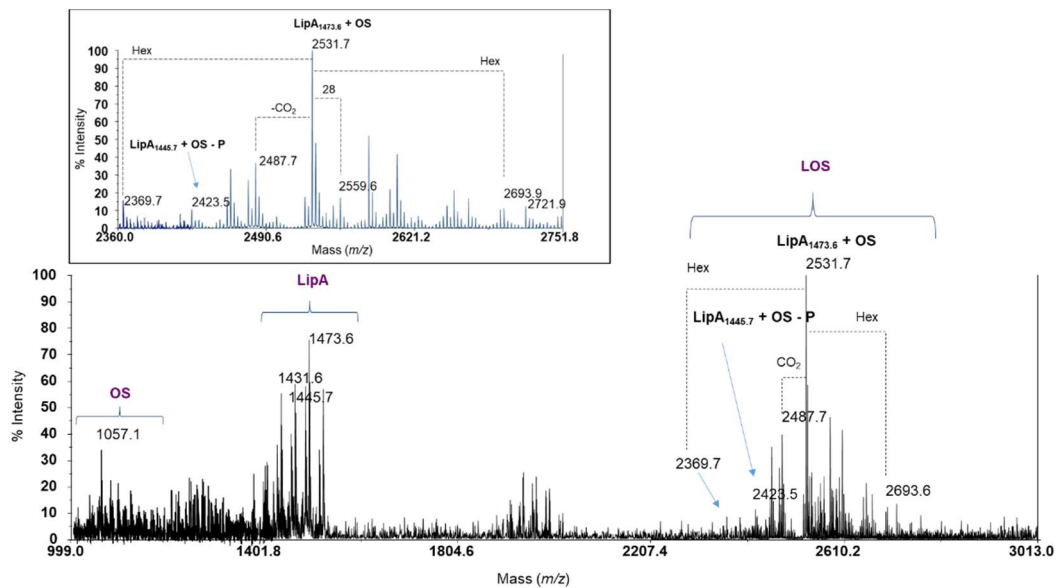 LipA1473.6 + OS
2531.7
Hex
Hex
28
-CO2
LipA1445.7 + OS - P
2487.7
2559.6
2369.7
2423.5
2693.9
2721.9
100
90
80
70
60
50
40
30
20
10
0
% Intensity
2360.0
2490.6
2621.2
2751.8
Mass (m/z)
LOS
LipA1473.6 + OS
2531.7
Hex
LipA1445.7 + OS - P
Hex
CO2
2487.7
2369.7
2423.5
2693.6
LipA
1473.6
1431.6
1445.7
OS
1057.1
100
90
80
70
60
50
40
30
20
10
0
% Intensity
999.0
1401.8
1804.6
2207.4
2610.2
3013.0
Mass (m/z)